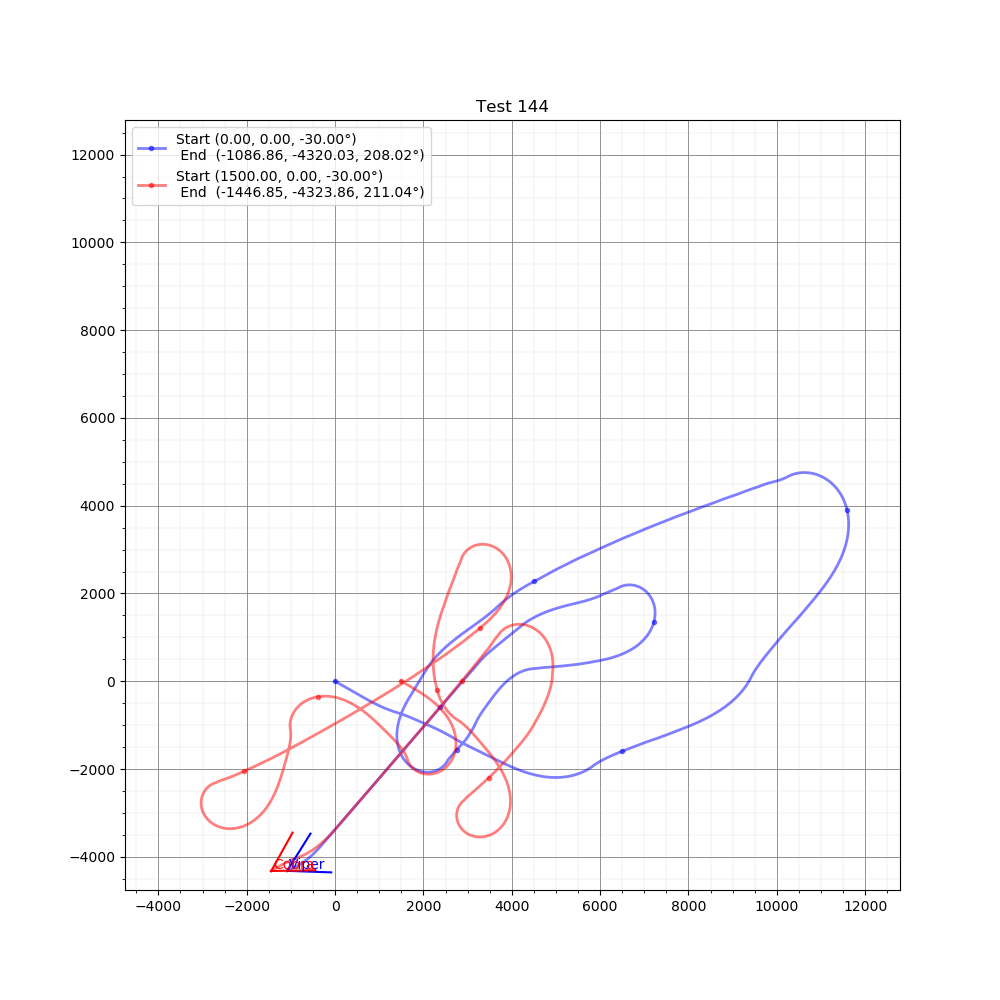 Test 144
Start (0.00, 0.00, -30.00°)
End (-1086.86, -4320.03, 208.02°)
Start (1500.00, 0.00, -30.00°)
End (-1446.85, -4323.86, 211.04°)
12000
10000
8000
6000
4000
2000
0
−2000
−4000
Viper
−4000 −2000 0 2000 4000 6000 8000 10000 12000